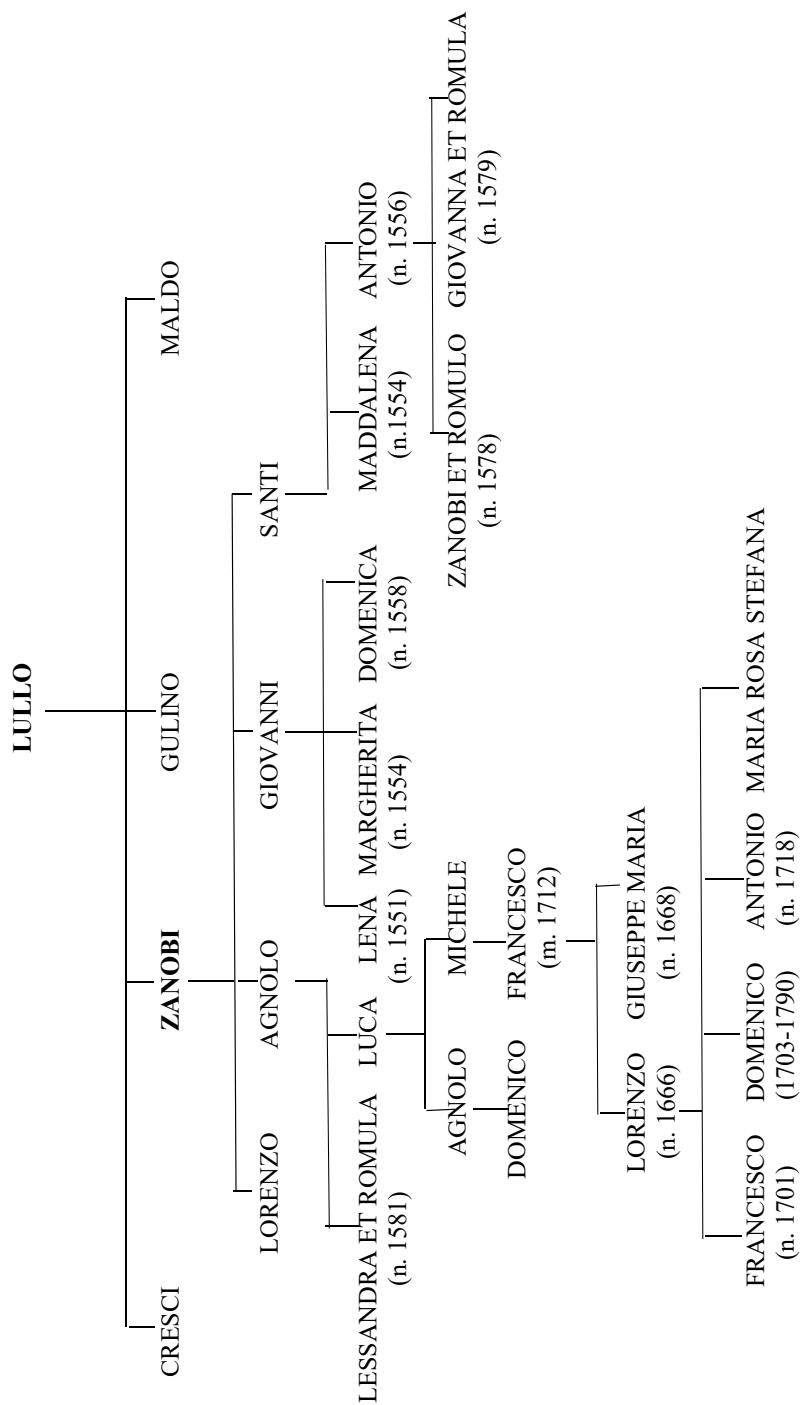 LULLO
CRESCI ZANOBI GULINO MALDO
LORENZO AGNOLO GIOVANNI SANTI
LESSANDRA ET ROMULA LUCA LENA MARGHERITA DOMENICA MADDALENA ANTONIO
(n. 1581) (n. 1551) (n. 1554) (n. 1558) (n.1554) (n. 1556)
AGNOLO MICHELE ZANOBI ET ROMULO GIOVANNA ET ROMULA
(n. 1578) (n. 1579)
DOMENICO FRANCESCO
(m. 1712)
LORENZO GIUSEPPE MARIA
(n. 1666) (n. 1668)
FRANCESCO DOMENICO ANTONIO MARIA ROSA STEFANA
(n. 1701) (1703-1790) (n. 1718)